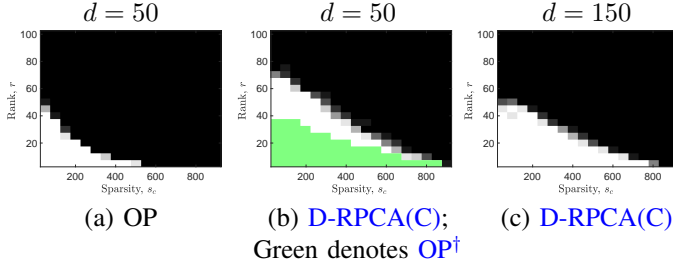 d = 50
d = 50
d = 150
100
80
60
40
20
Rank, r
200 400 600 800
Sparsity, s_c
100
80
60
40
20
Rank, r
200 400 600 800
Sparsity, s_c
100
80
60
40
20
Rank, r
200 400 600 800
Sparsity, s_c
(a) OP
(b) D-RPCA(C);
Green denotes OP†
(c) D-RPCA(C)